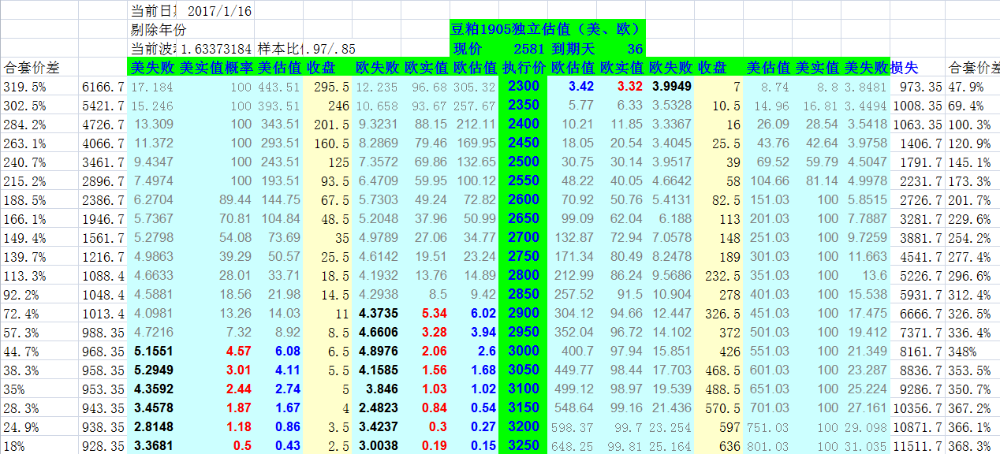 当前日期 2017/1/16
剔除年份 豆粕1905独立估值（美、欧）
当前波 1.63373184 样本比 .97/.85 现价 2581 到期天 36
合套价差 美失败 美实值概率 美估值 收盘 欧失败 欧实值 欧估值 执行价 欧估值 欧实值 欧失败 收盘 美估值 美实值 美失败 损失 合套价差
319.5% 6166.7 17.184 100 443.51 295.5 12.235 96.68 305.32 2300 3.42 3.32 3.9949 7 8.74 8.8 3.8481 973.35 47.9%
302.5% 5421.7 15.246 100 393.51 246 10.658 93.67 257.67 2350 5.77 6.33 3.5328 10.5 14.96 16.81 3.4494 1008.35 69.4%
284.2% 4726.7 13.309 100 343.51 201.5 9.3231 88.15 212.11 2400 10.21 11.85 3.3367 16 26.09 28.54 3.5418 1063.35 100.3%
263.1% 4066.7 11.372 100 293.51 160.5 8.2869 79.46 169.95 2450 18.05 20.54 3.4045 25.5 43.76 42.64 3.9758 1406.7 120.9%
240.7% 3461.7 9.4347 100 243.51 125 7.3572 69.86 132.65 2500 30.75 30.14 3.9517 39 69.52 59.79 4.5047 1791.7 145.1%
215.2% 2896.7 7.4974 100 193.51 93.5 6.4709 59.95 100.12 2550 48.22 40.05 4.6642 58 104.66 81.14 4.9978 2231.7 173.3%
188.5% 2386.7 6.2704 89.44 144.75 67.5 5.7303 49.24 72.82 2600 70.92 50.76 5.4131 82.5 151.03 100 5.8515 2726.7 201.7%
166.1% 1946.7 5.7367 70.81 104.84 48.5 5.2048 37.96 50.99 2650 99.09 62.04 6.188 113 201.03 100 7.7887 3281.7 229.6%
149.4% 1561.7 5.2798 54.08 73.69 35 4.9789 27.06 34.77 2700 132.87 72.94 7.0578 148 251.03 100 9.7259 3881.7 254.2%
139.7% 1216.7 4.9863 39.29 50.57 25.5 4.6142 19.51 23.24 2750 171.34 80.49 8.2478 189 301.03 100 11.663 4541.7 277.4%
113.3% 1088.4 4.6633 28.01 33.71 18.5 4.1932 13.76 14.89 2800 212.99 86.24 9.5686 232.5 351.03 100 13.6 5226.7 296.6%
92.2% 1048.4 4.5881 18.56 21.98 14.5 4.2938 8.5 9.42 2850 257.52 91.5 10.904 278 401.03 100 15.538 5931.7 312.4%
72.4% 1013.4 4.0981 13.26 14.03 11 4.3735 5.34 6.02 2900 304.12 94.66 12.447 326.5 451.03 100 17.475 6666.7 326.5%
57.3% 988.35 4.7216 7.32 8.92 8.5 4.6606 3.28 3.94 2950 352.04 96.72 14.102 372 501.03 100 19.412 7371.7 336.4%
44.7% 968.35 5.1551 4.57 6.08 6.5 4.8976 2.06 2.6 3000 400.7 97.94 15.851 426 551.03 100 21.349 8161.7 348%
38.3% 958.35 5.2949 3.01 4.11 5.5 4.1585 1.56 1.68 3050 449.77 98.44 17.703 468.5 601.03 100 23.287 8836.7 353.5%
35% 953.35 4.3592 2.44 2.74 5 3.846 1.03 1.02 3100 499.12 98.97 19.539 488.5 651.03 100 25.224 9286.7 350.7%
28.3% 943.35 3.4578 1.87 1.67 4 2.4823 0.84 0.54 3150 548.64 99.16 21.436 570.5 701.03 100 27.161 10356.7 367.2%
24.9% 938.35 2.8148 1.18 0.86 3.5 3.4237 0.3 0.27 3200 598.37 99.7 23.254 597 751.03 100 29.098 10871.7 366.1%
18% 928.35 3.3681 0.5 0.43 2.5 3.0038 0.19 0.15 3250 648.25 99.81 25.164 636 801.03 100 31.035 11511.7 368.3%